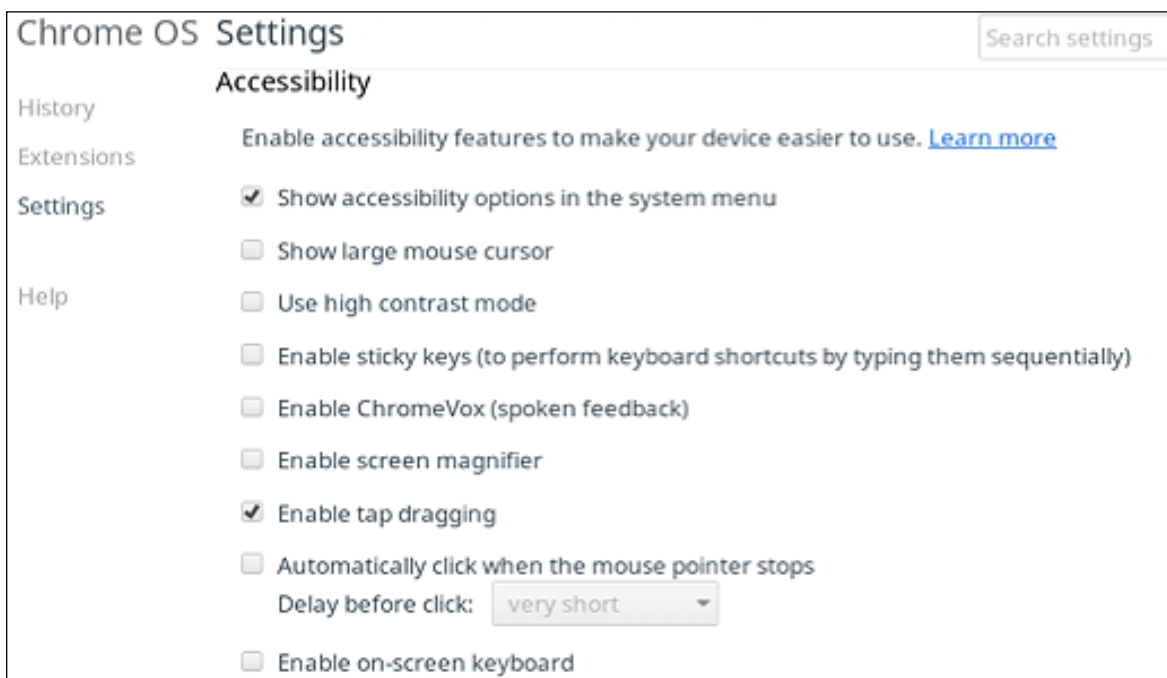 Chrome OS Settings
Search settings
History
Extensions
Settings
Help
Accessibility
Enable accessibility features to make your device easier to use. Learn more
Show accessibility options in the system menu
Show large mouse cursor
Use high contrast mode
Enable sticky keys (to perform keyboard shortcuts by typing them sequentially)
Enable ChromeVox (spoken feedback)
Enable screen magnifier
Enable tap dragging
Automatically click when the mouse pointer stops
Delay before click: very short
Enable on-screen keyboard